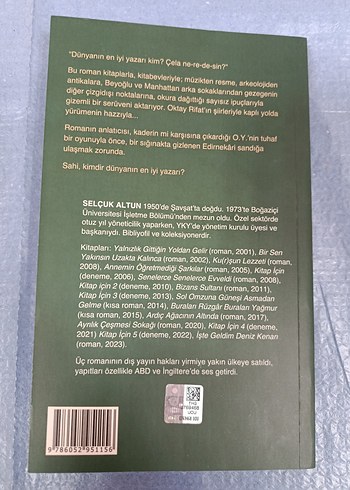 "Dünyanın en iyi yazarı kim? Çela ne-re-de-sin?"
Bu roman kitaplarla, kitabevleriyle; müzikten resme, arkeolojiden
antikalara, Beyoğlu ve Manhattan arka sokaklarından gezegenin
diğer çizgidışı noktalarına, okura dağıttığı sayısız ipuçlarıyla
gizemli bir serüveni aktarıyor. Oktay Rifat'ın şiirleriyle kaplı yolda
yürümenin hazzıyla...
Romanın anlatıcısı, kaderin mi karşısına çıkardığı O.Y.'nin tuhaf
bir oyunuyla önce, bir sığınakta gizlenen Edirnekâri sandığa
ulaşmak zorunda.
Sahi, kimdir dünyanın en iyi yazarı?
SELÇUK ALTUN 1950'de Şavşat'ta doğdu. 1973'te Boğaziçi
Üniversitesi İşletme Bölümü'nden mezun oldu. Özel sektörde
otuz yıl yöneticilik yaparken, YKY'de yönetim kurulu üyesi ve
başkanıydı. Bibliyofil ve koleksiyonerdir.
Kitapları: Yalnızlık Gittiğin Yoldan Gelir (roman, 2001), Bir Sen
Yakınsın Uzakta Kalınca (roman, 2002), Ku(r)şun Lezzeti (roman,
2008), Annemin Öğretmediği Şarkılar (roman, 2005), Kitap İçin
(deneme, 2006), Senelerce Senelerce Evveldi (roman, 2008),
Kitap için 2 (deneme, 2010), Bizans Sultanı (roman, 2011),
Kitap İçin 3 (deneme, 2013), Sol Omzuna Güneşi Asmadan
Gelme (kısa roman, 2014), Buraları Rüzgâr Buraları Yağmur
(kısa roman, 2015), Ardıç Ağacının Altında (roman, 2017),
Ayrılık Çeşmesi Sokağı (roman, 2020), Kitap İçin 4 (deneme,
2021) Kitap İçin 5 (deneme, 2022), İşte Geldim Deniz Kenan
(roman, 2023).
Üç romanının dış yayın hakları yirmiye yakın ülkeye satıldı,
yapıtları özellikle ABD ve İngiltere'de ses getirdi.
9 786052 951156